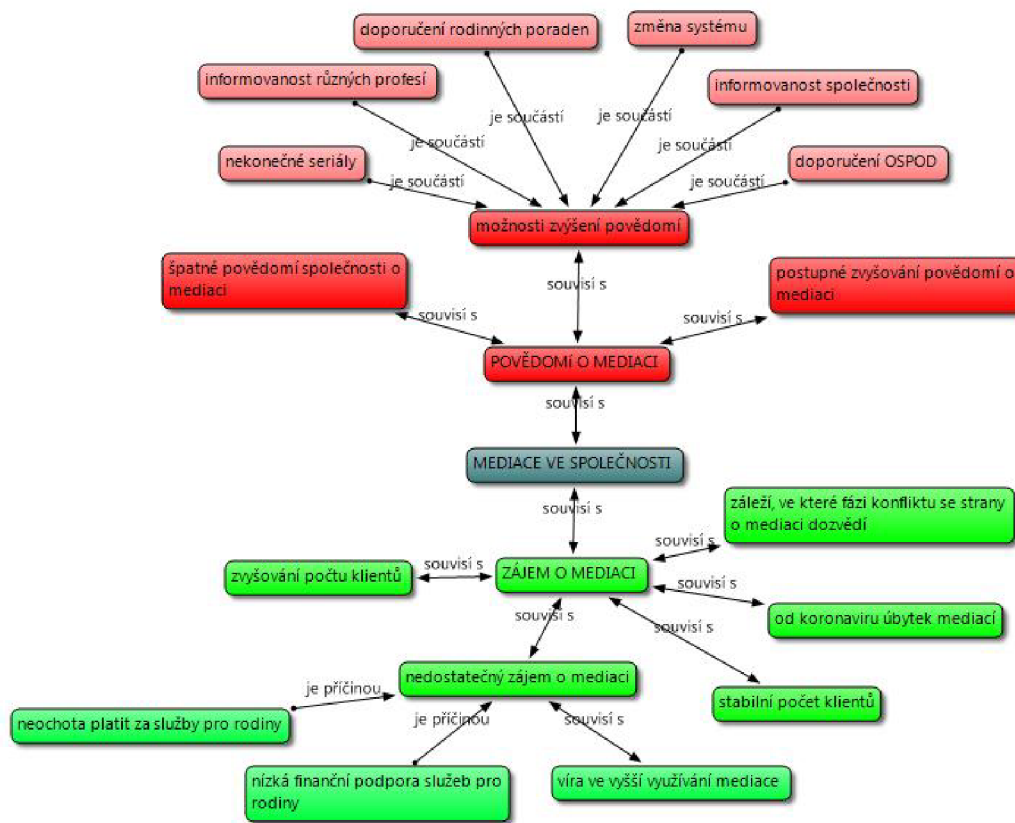 doporučení rodinných poraden
změna systému
informovanost různých profesí
informovanost společnosti
je součástí
je součástí
je součástí
je součástí
nekonečné seriály
je součástí
je součástí
doporučení OSPOD
možnosti zvýšení povědomí
špatné povědomí společnosti o
mediaci
souvisí s
postupné zvyšování povědomí o
mediaci
souvisí s
souvisí s
POVĚDOMí O MEDIACI
souvisí s
MEDIACE VE SPOLEČNOSTI
souvisí s
záleží, ve které fázi konfliktu se strany
o mediaci dozvědí
souvisí s
zvyšování počtu klientů
souvisí s
ZÁJEM O MEDIACI
souvisí s
od koronaviru úbytek mediací
souvisí s
souvisí s
nedostatečný zájem o mediaci
stabilní počet klientů
je příčinou
neochota platit za služby pro rodiny
je příčinou
souvisí s
nízká finanční podpora služeb pro
rodiny
víra ve vyšší využívání mediace